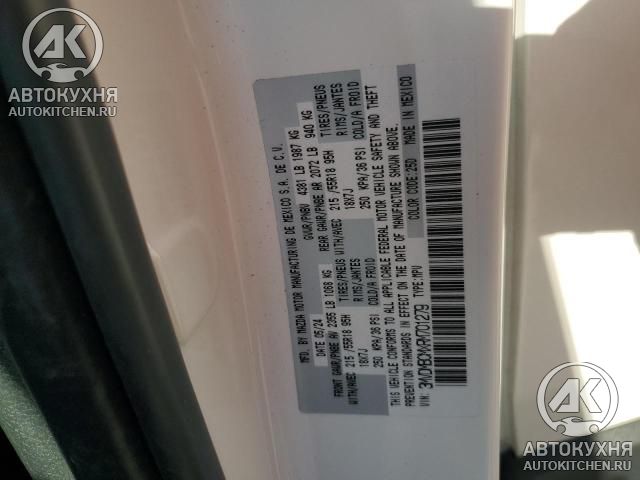 AK
АВТОКУХНЯ
AUTOKITCHEN.RU
MFD. BY MAZDA MOTOR MANUFACTURING DE MEXICO S.A. DE C.V.
DATE 05/24 GVWR/PNBV 4381 LB 1987 KG
FRONT GAWR/PNBE AV 2355 LB 1068 KG REAR GAWR/PNBE AR 2072 LB 940 KG
TIRES/PNEUS WITH/AVEC 215/55R18 95H TIRES/PNEUS
WITH/AVEC 215/55R18 95H RIMS/JANTES 18X7J RIMS/JANTES
18X7J COLD/A FROID 250 KPA/36 PSI COLD/A FROID
250 KPA/36 PSI
THIS VEHICLE CONFORMS TO ALL APPLICABLE FEDERAL MOTOR VEHICLE SAFETY AND THEFT
PREVENTION STANDARDS IN EFFECT ON THE DATE OF MANUFACTURE SHOWN ABOVE.
VIN: TYPE:MPV COLOR CODE:25D MADE IN MEXICO
AK
АВТОКУХНЯ
AUTOKITCHEN.RU